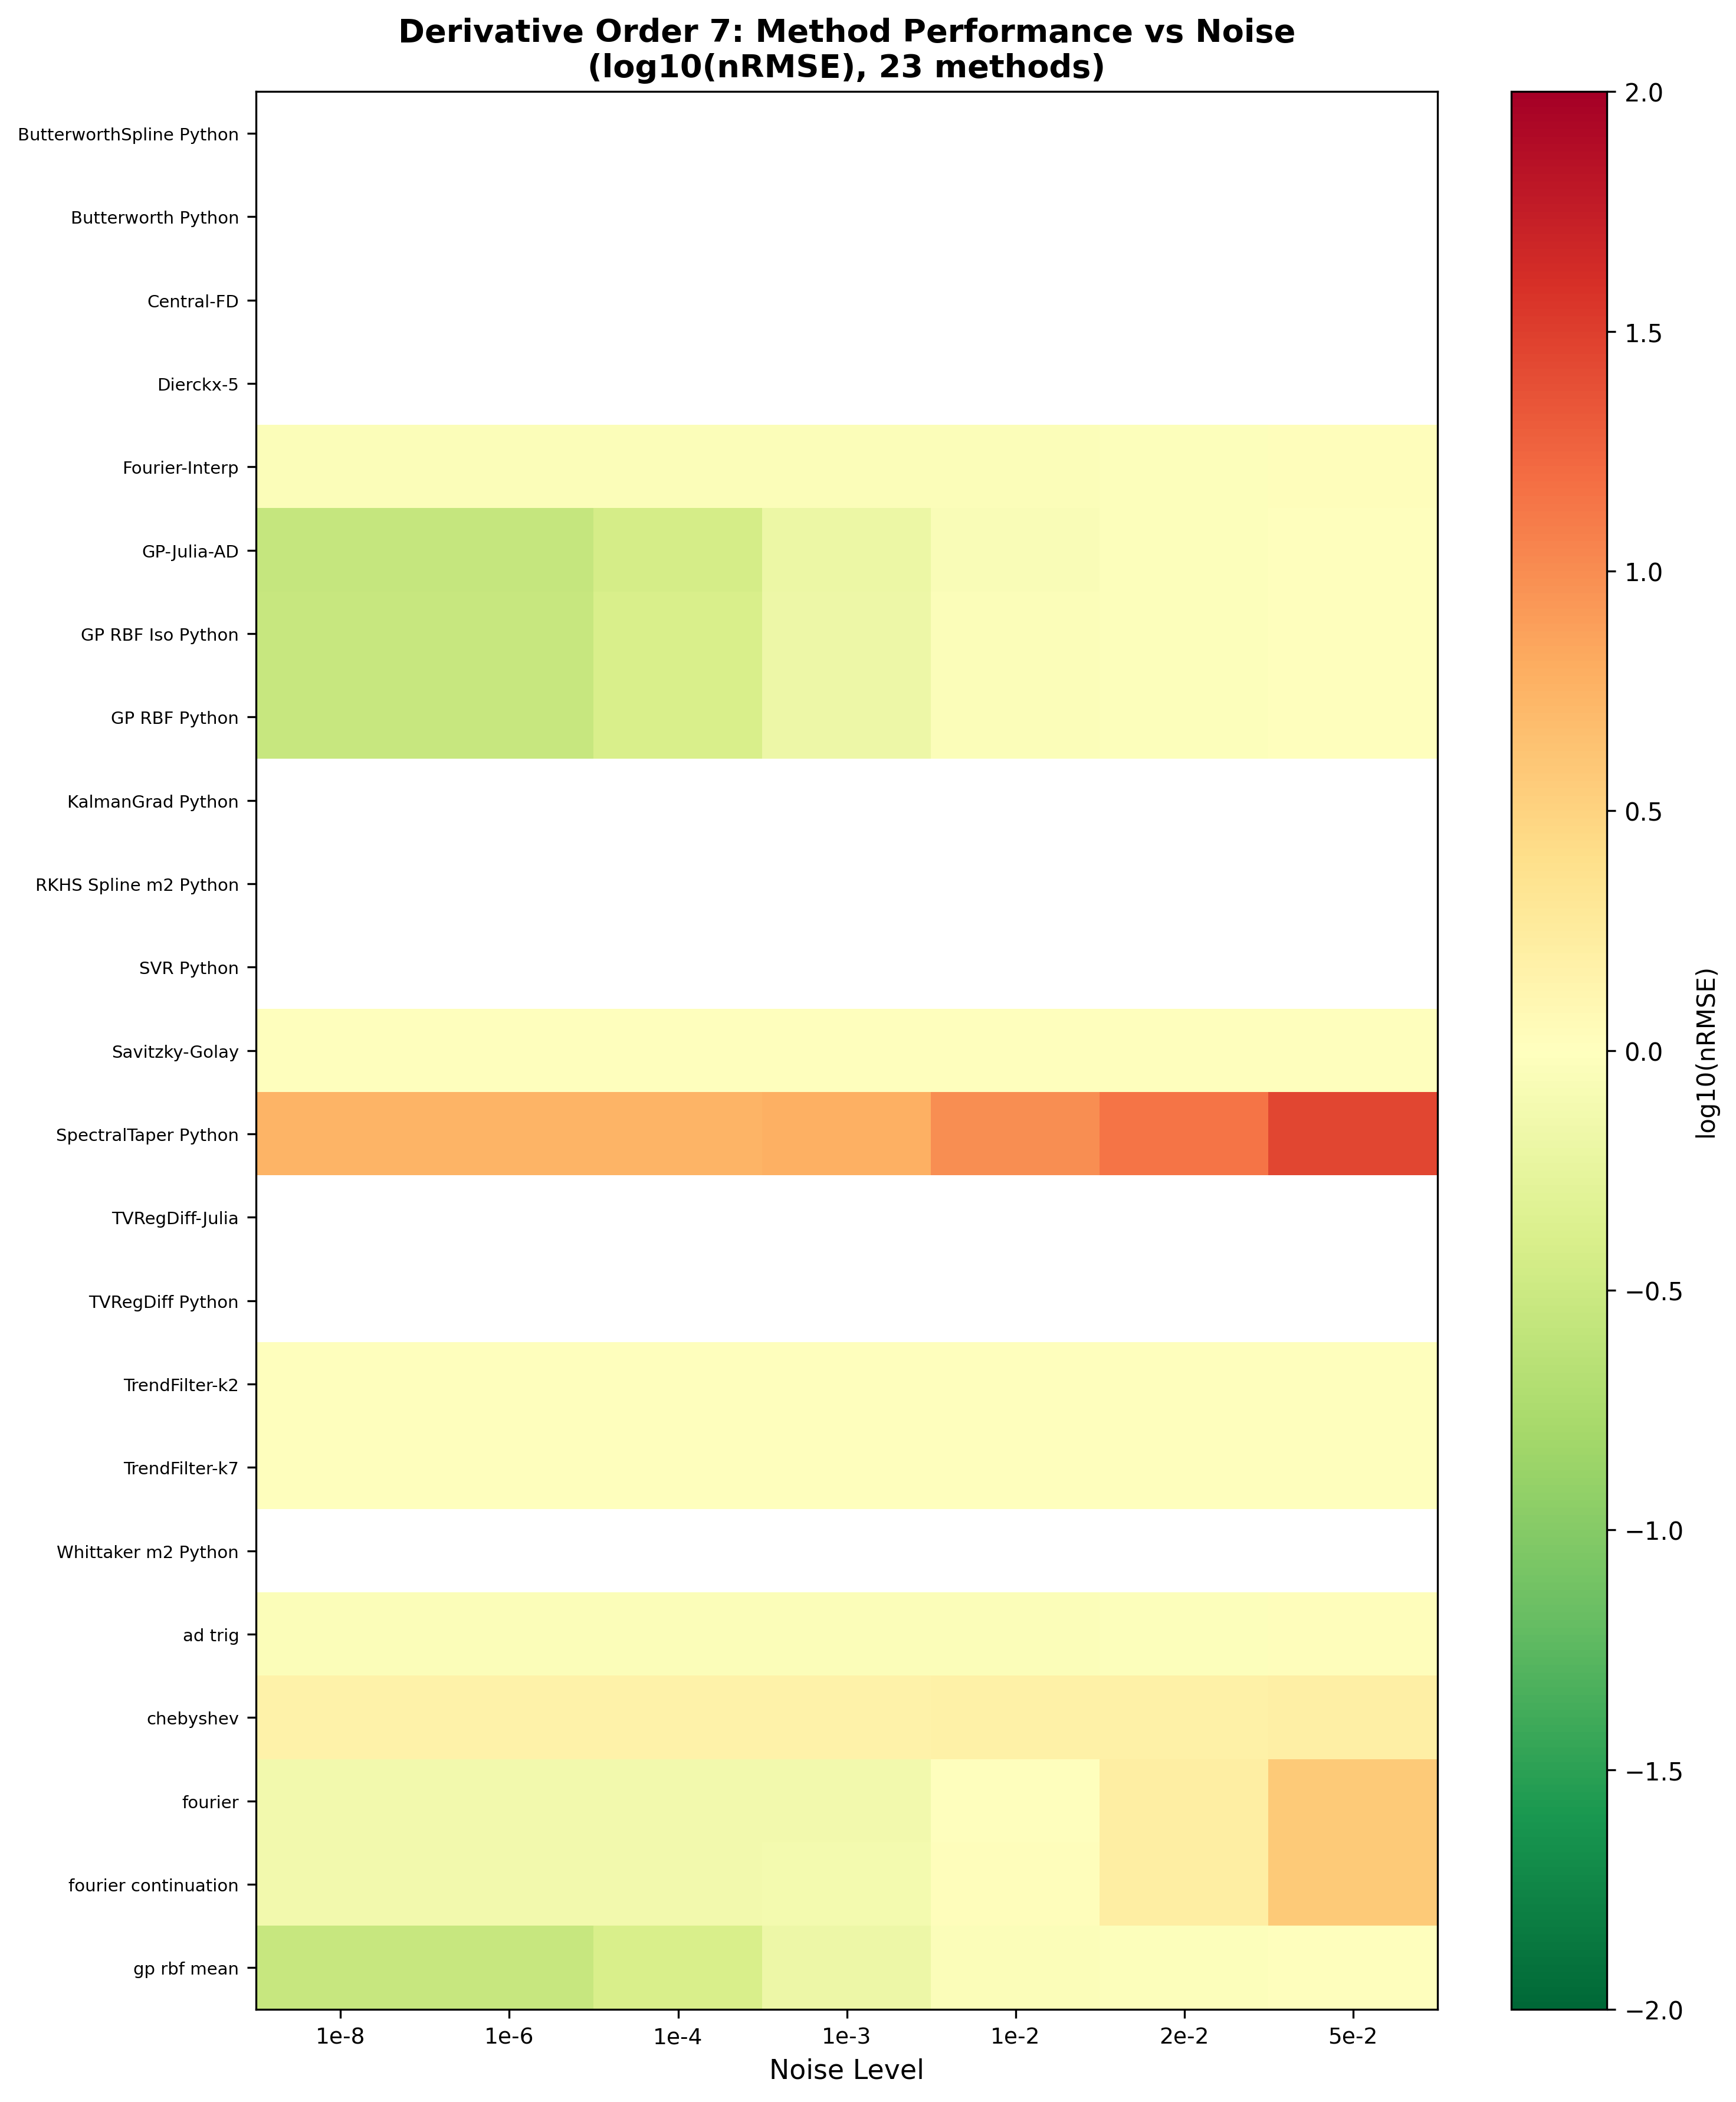 Derivative Order 7: Method Performance vs Noise
(log10(nRMSE), 23 methods)
ButterworthSpline Python
Butterworth Python
Central-FD
Dierckx-5
Fourier-Interp
GP-Julia-AD
GP RBF Iso Python
GP RBF Python
KalmanGrad Python
RKHS Spline m2 Python
SVR Python
Savitzky-Golay
SpectralTaper Python
TVRegDiff-Julia
TVRegDiff Python
TrendFilter-k2
TrendFilter-k7
Whittaker m2 Python
ad trig
chebyshev
fourier
fourier continuation
gp rbf mean
1e-8 1e-6 1e-4 1e-3 1e-2 2e-2 5e-2
Noise Level
2.0
1.5
1.0
0.5
0.0
−0.5
−1.0
−1.5
−2.0
log10(nRMSE)